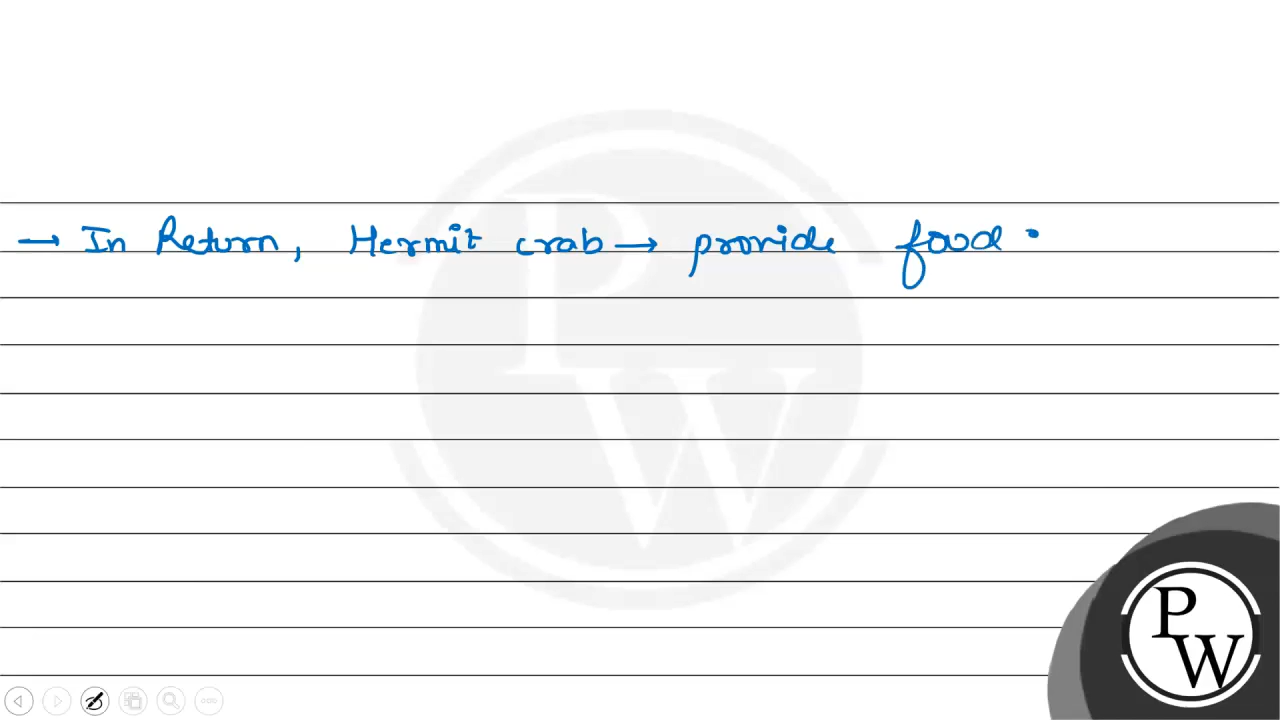 → In Return, Hermit crab → provide food.
P
W
P
W